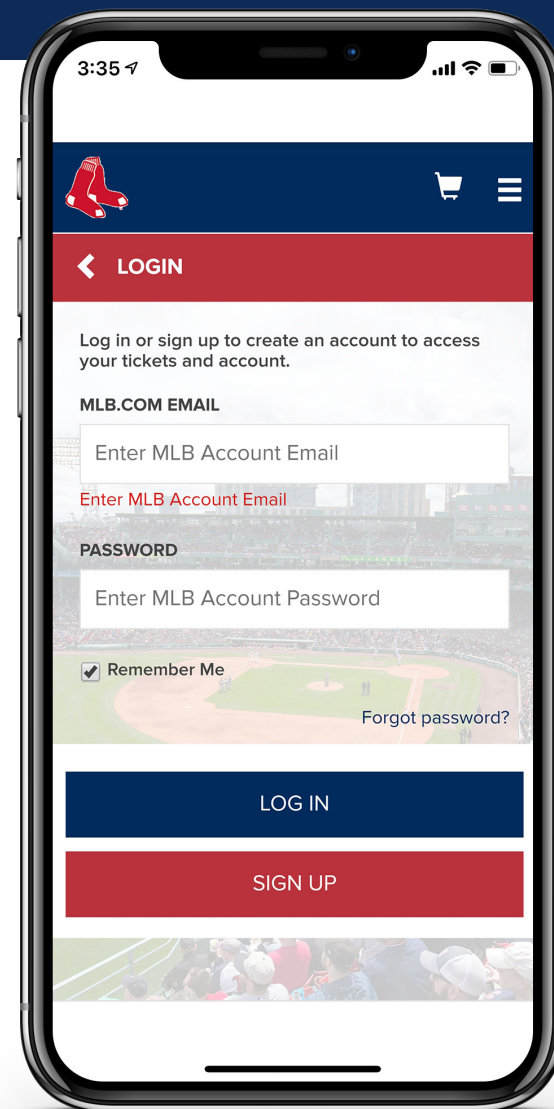 3:35
LOGIN
Log in or sign up to create an account to access
your tickets and account.
MLB.COM EMAIL
Enter MLB Account Email
Enter MLB Account Email
PASSWORD
Enter MLB Account Password
Remember Me
Forgot password?
LOG IN
SIGN UP